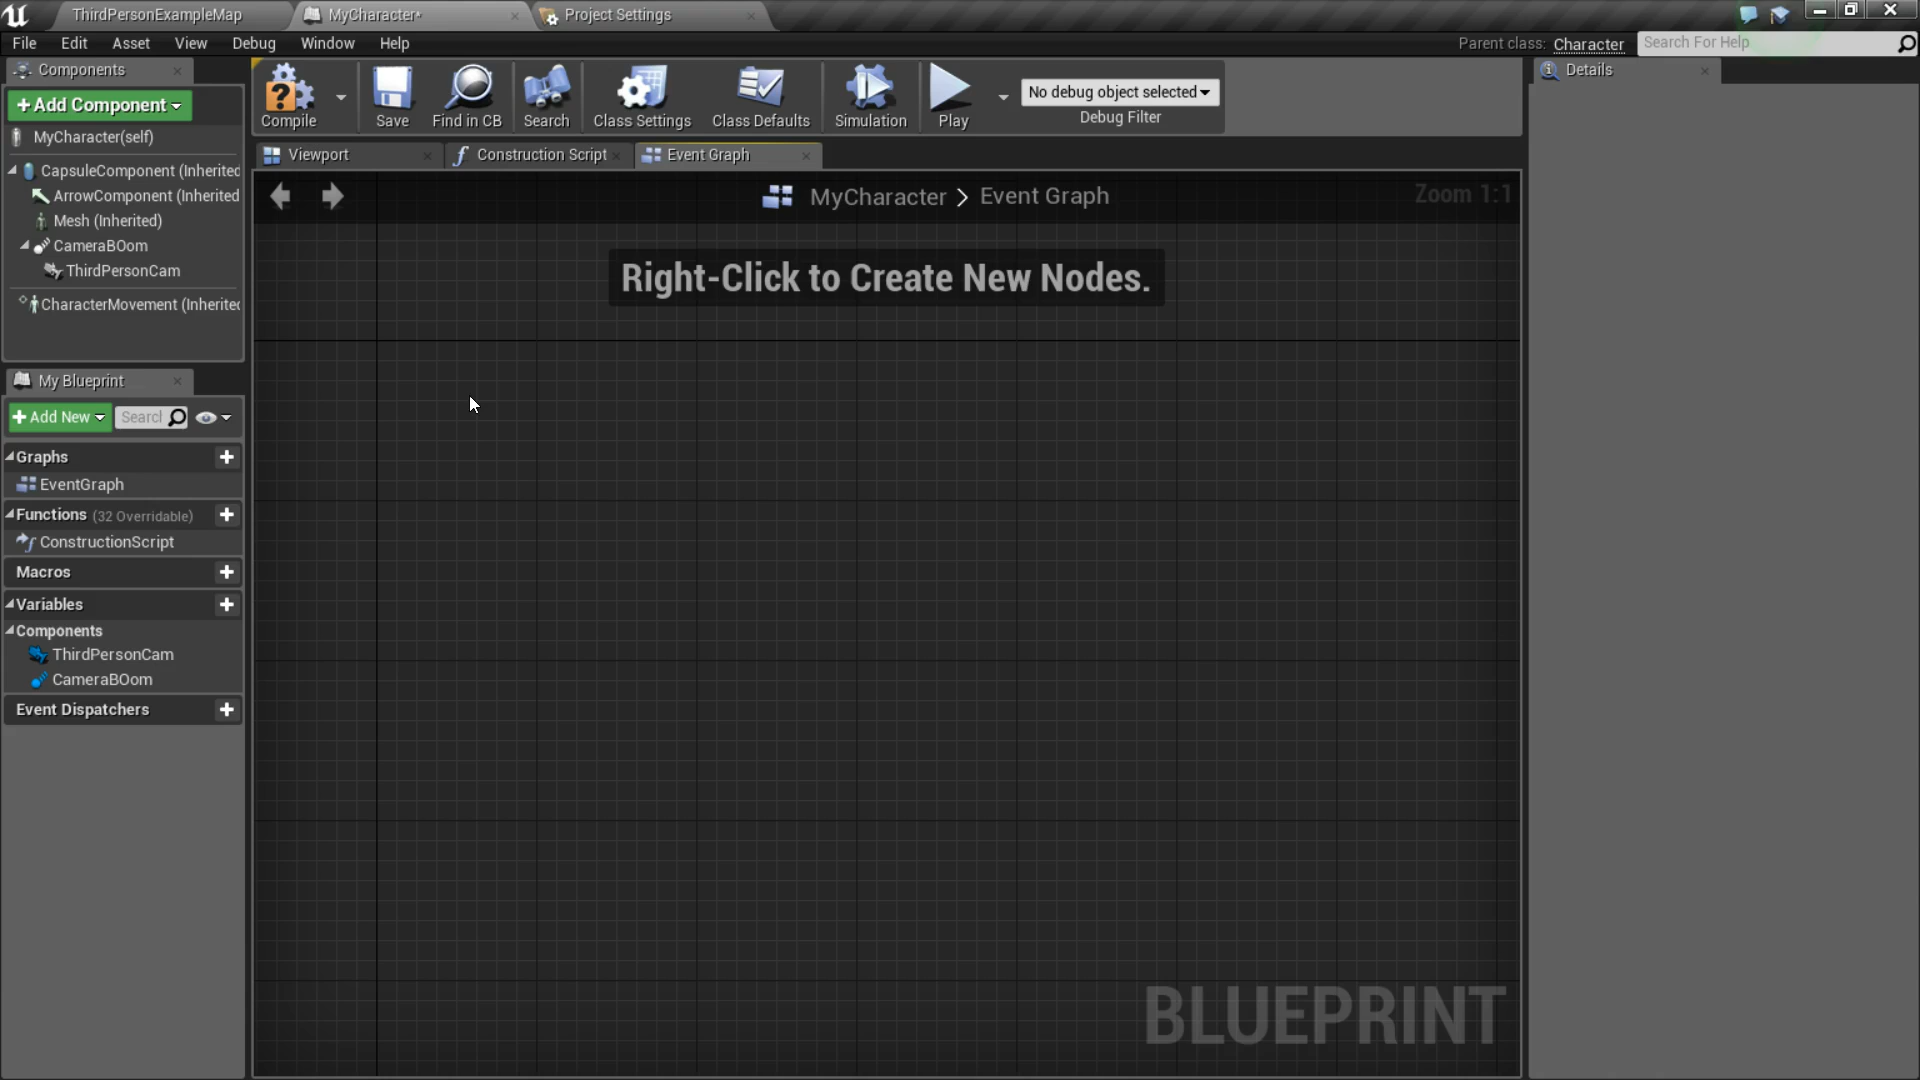 ThirdPersonExampleMap
MyCharacter*
Project Settings
File Edit Asset View Debug Window Help
Parent class: Character
Search For Help
Components
+Add Component
MyCharacter(self)
CapsuleComponent (Inherited
ArrowComponent (Inherited
Mesh (Inherited)
CameraBOom
ThirdPersonCam
CharacterMovement (Inherited
Compile
Save
Find in CB
Search
Class Settings
Class Defaults
Simulation
Play
No debug object selected
Debug Filter
Details
Viewport
Construction Script
Event Graph
MyCharacter > Event Graph
Zoom 1:1
Right-Click to Create New Nodes.
My Blueprint
+Add New
Search
Graphs
EventGraph
Functions (32 Overridable)
ConstructionScript
Macros
Variables
Components
ThirdPersonCam
CameraBOom
Event Dispatchers
BLUEPRINT